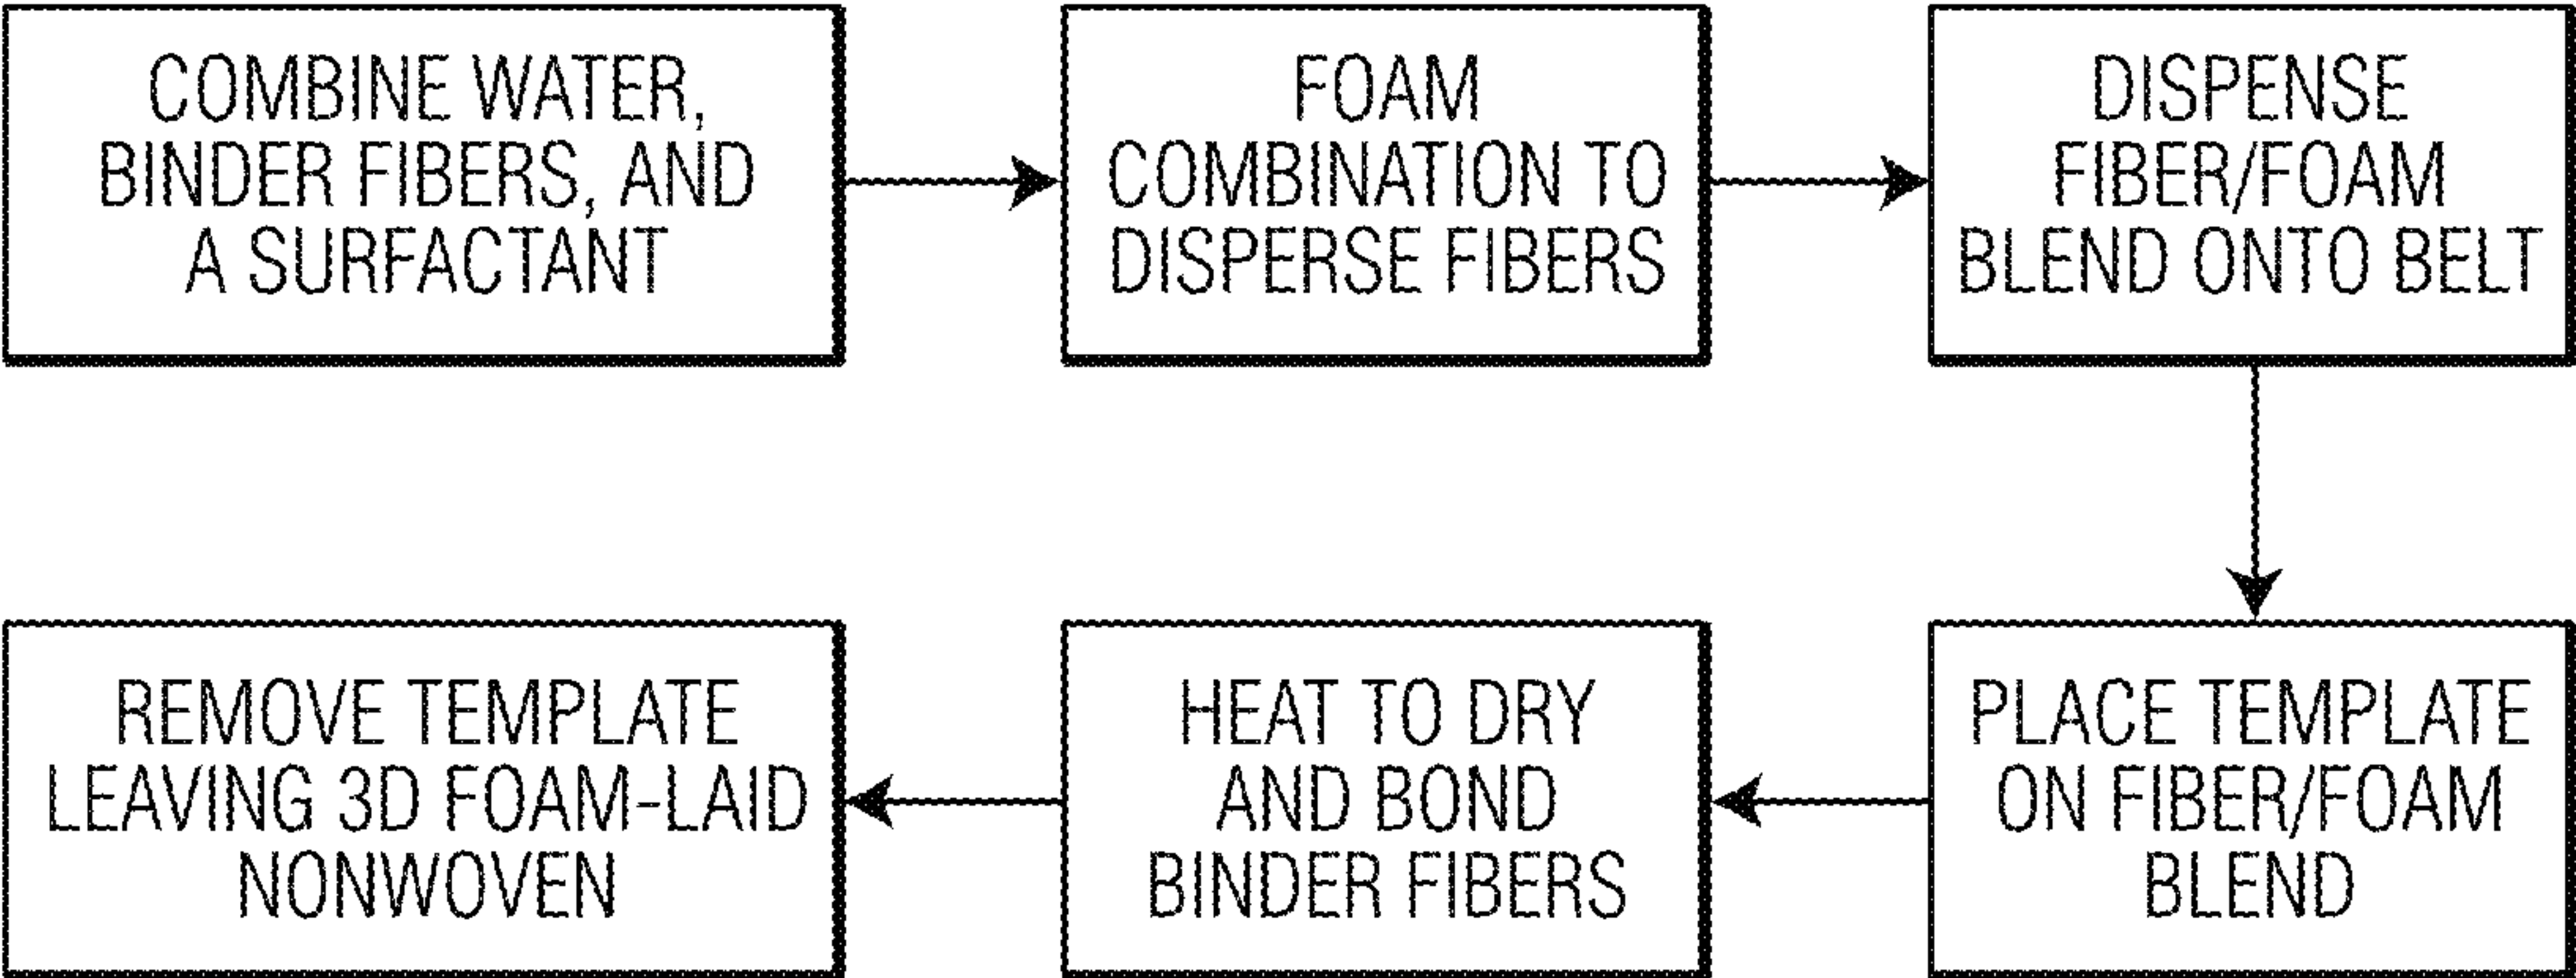 COMBINE WATER,
BINDER FIBERS, AND
A SURFACTANT
FOAM
COMBINATION TO
DISPERSE FIBERS
DISPENSE
FIBER/FOAM
BLEND ONTO BELT
PLACE TEMPLATE
ON FIBER/FOAM
BLEND
HEAT TO DRY
AND BOND
BINDER FIBERS
REMOVE TEMPLATE
LEAVING 3D FOAM-LAID
NONWOVEN